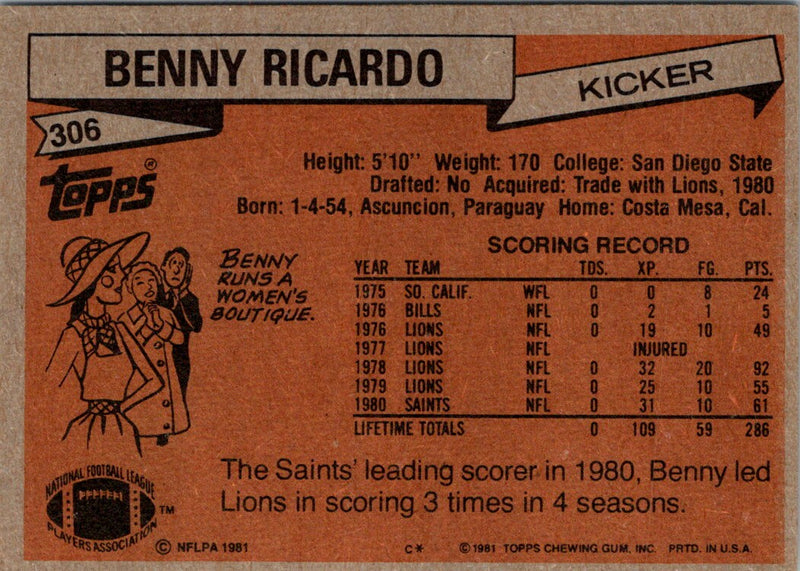 BENNY RICARDO
KICKER
306
topps®
Height: 5'10" Weight: 170 College: San Diego State
Drafted: No Acquired: Trade with Lions, 1980
Born: 1-4-54, Ascuncion, Paraguay Home: Costa Mesa, Cal.
BENNY
RUNS A
WOMEN'S
BOUTIQUE.
SCORING RECORD
YEAR TEAM TDS. XP. FG. PTS.
1975 SO. CALIF. WFL 0 0 8 24
1976 BILLS NFL 0 2 1 5
1976 LIONS NFL 0 19 10 49
1977 LIONS NFL INJURED
1978 LIONS NFL 0 32 20 92
1979 LIONS NFL 0 25 10 55
1980 SAINTS NFL 0 31 10 61
LIFETIME TOTALS 0 109 59 286
The Saints' leading scorer in 1980, Benny led
Lions in scoring 3 times in 4 seasons.
NATIONAL FOOTBALL LEAGUE
PLAYERS ASSOCIATION
TM
© NFLPA 1981
C* © 1981 TOPPS CHEWING GUM, INC. PRTD. IN U.S.A.